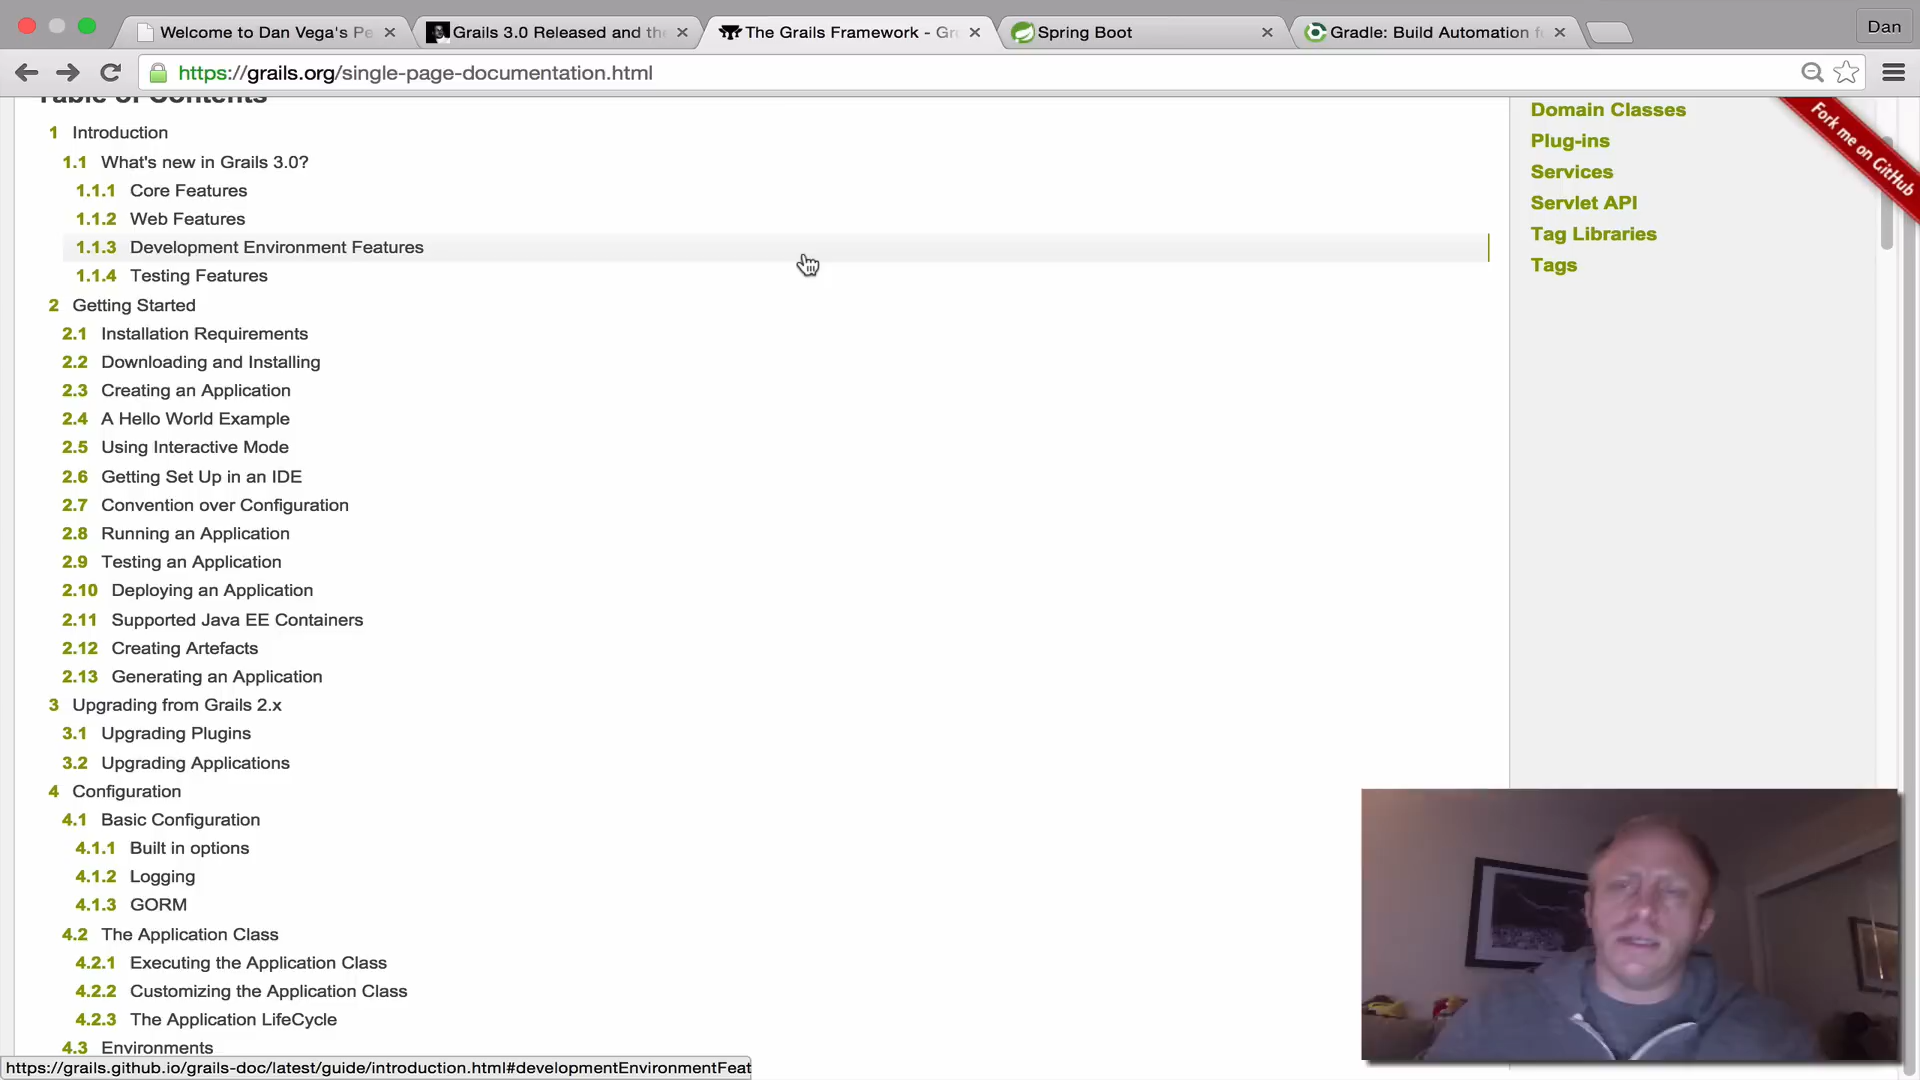 Welcome to Dan Vega's Pe
Grails 3.0 Released and the
The Grails Framework - Gr
Spring Boot
Gradle: Build Automation f
Dan
https://grails.org/single-page-documentation.html
Table of Contents
1 Introduction
1.1 What's new in Grails 3.0?
1.1.1 Core Features
1.1.2 Web Features
1.1.3 Development Environment Features
1.1.4 Testing Features
2 Getting Started
2.1 Installation Requirements
2.2 Downloading and Installing
2.3 Creating an Application
2.4 A Hello World Example
2.5 Using Interactive Mode
2.6 Getting Set Up in an IDE
2.7 Convention over Configuration
2.8 Running an Application
2.9 Testing an Application
2.10 Deploying an Application
2.11 Supported Java EE Containers
2.12 Creating Artefacts
2.13 Generating an Application
3 Upgrading from Grails 2.x
3.1 Upgrading Plugins
3.2 Upgrading Applications
4 Configuration
4.1 Basic Configuration
4.1.1 Built in options
4.1.2 Logging
4.1.3 GORM
4.2 The Application Class
4.2.1 Executing the Application Class
4.2.2 Customizing the Application Class
4.2.3 The Application LifeCycle
4.3 Environments
https://grails.github.io/grails-doc/latest/guide/introduction.html#developmentEnvironmentFeat
Domain Classes
Plug-ins
Services
Servlet API
Tag Libraries
Tags
Fork me on GitHub